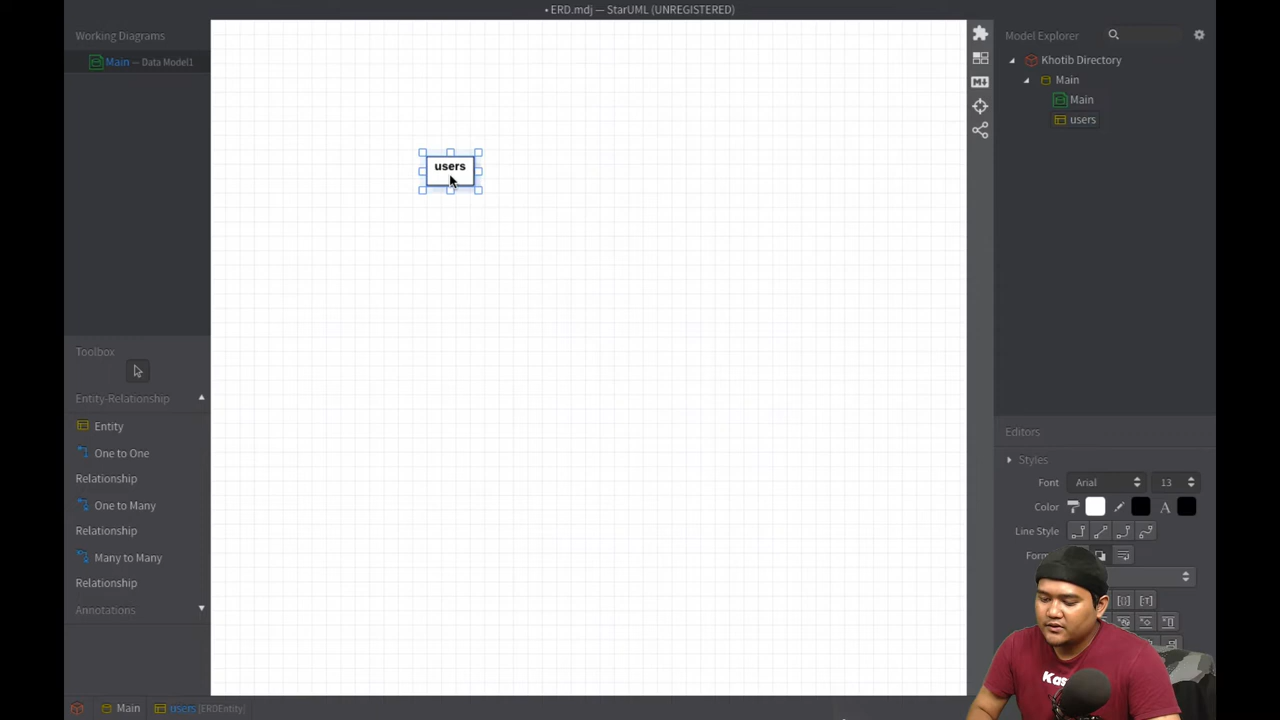 • ERD.mdj — StarUML (UNREGISTERED)
Working Diagrams
Main — Data Model1
Toolbox
Entity-Relationship
Entity
One to One
Relationship
One to Many
Relationship
Many to Many
Relationship
Annotations
users
Model Explorer
Khotib Directory
Main
Main
users
Editors
Styles
Font Arial 13
Color
Line Style
Main
users [ERDEntity]